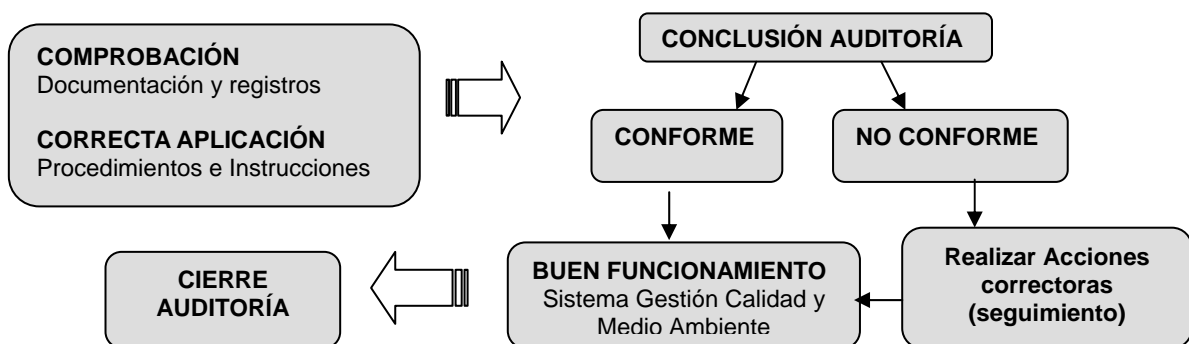 COMPROBACIÓN
Documentación y registros
CORRECTA APLICACIÓN
Procedimientos e Instrucciones
CONCLUSIÓN AUDITORÍA
CONFORME
NO CONFORME
Realizar Acciones
correctoras
(seguimiento)
BUEN FUNCIONAMIENTO
Sistema Gestión Calidad y
Medio Ambiente
CIERRE
AUDITORÍA